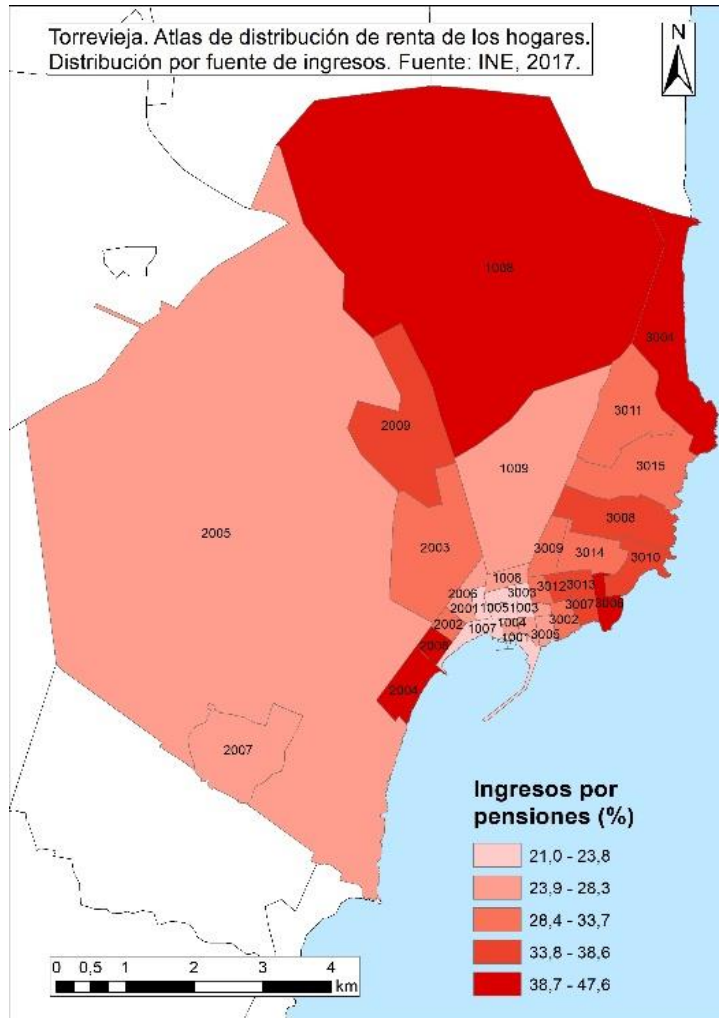 Torrevieja. Atlas de distribución de renta de los hogares.
Distribución por fuente de ingresos. Fuente: INE, 2017.
N
1008
3004
3011
2009
1009
3015
2005
3008
2003
3009
3014
3010
1006
2006
3003
3012
3013
2001
1005
1003
3007
3006
2002
1007
1004
3002
1001
3005
2004
2007
Ingresos por
pensiones (%)
21,0 - 23,8
23,9 - 28,3
28,4 - 33,7
33,8 - 38,6
38,7 - 47,6
0 0,5 1 2 3 4
km